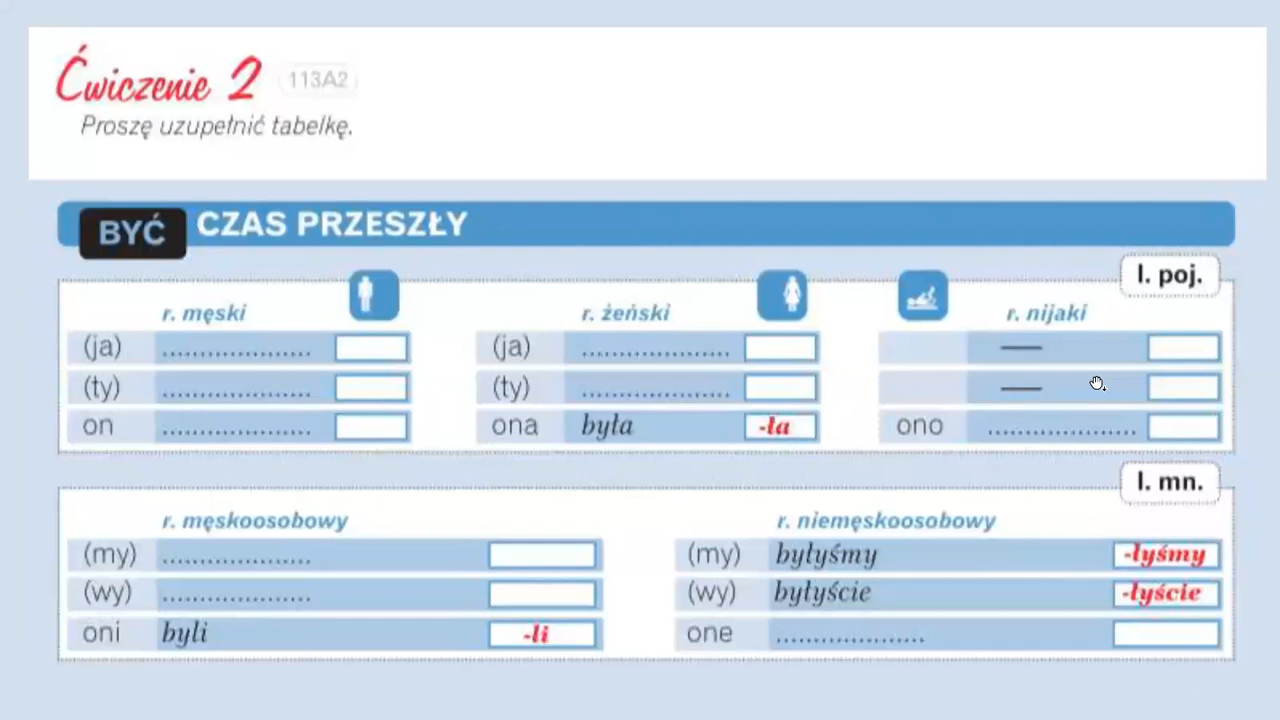 Ćwiczenie 2 113A2
Proszę uzupełnić tabelkę.
BYĆ CZAS PRZESZŁY
l. poj.
r. męski r. żeński r. nijaki
(ja) .................... (ja) .................... —
(ty) .................... (ty) .................... —
on .................... ona była -ła ono ....................
l. mn.
r. męskoosobowy r. niemęskoosobowy
(my) .................... (my) byłyśmy -łyśmy
(wy) .................... (wy) byłyście -łyście
oni byli -li one ....................